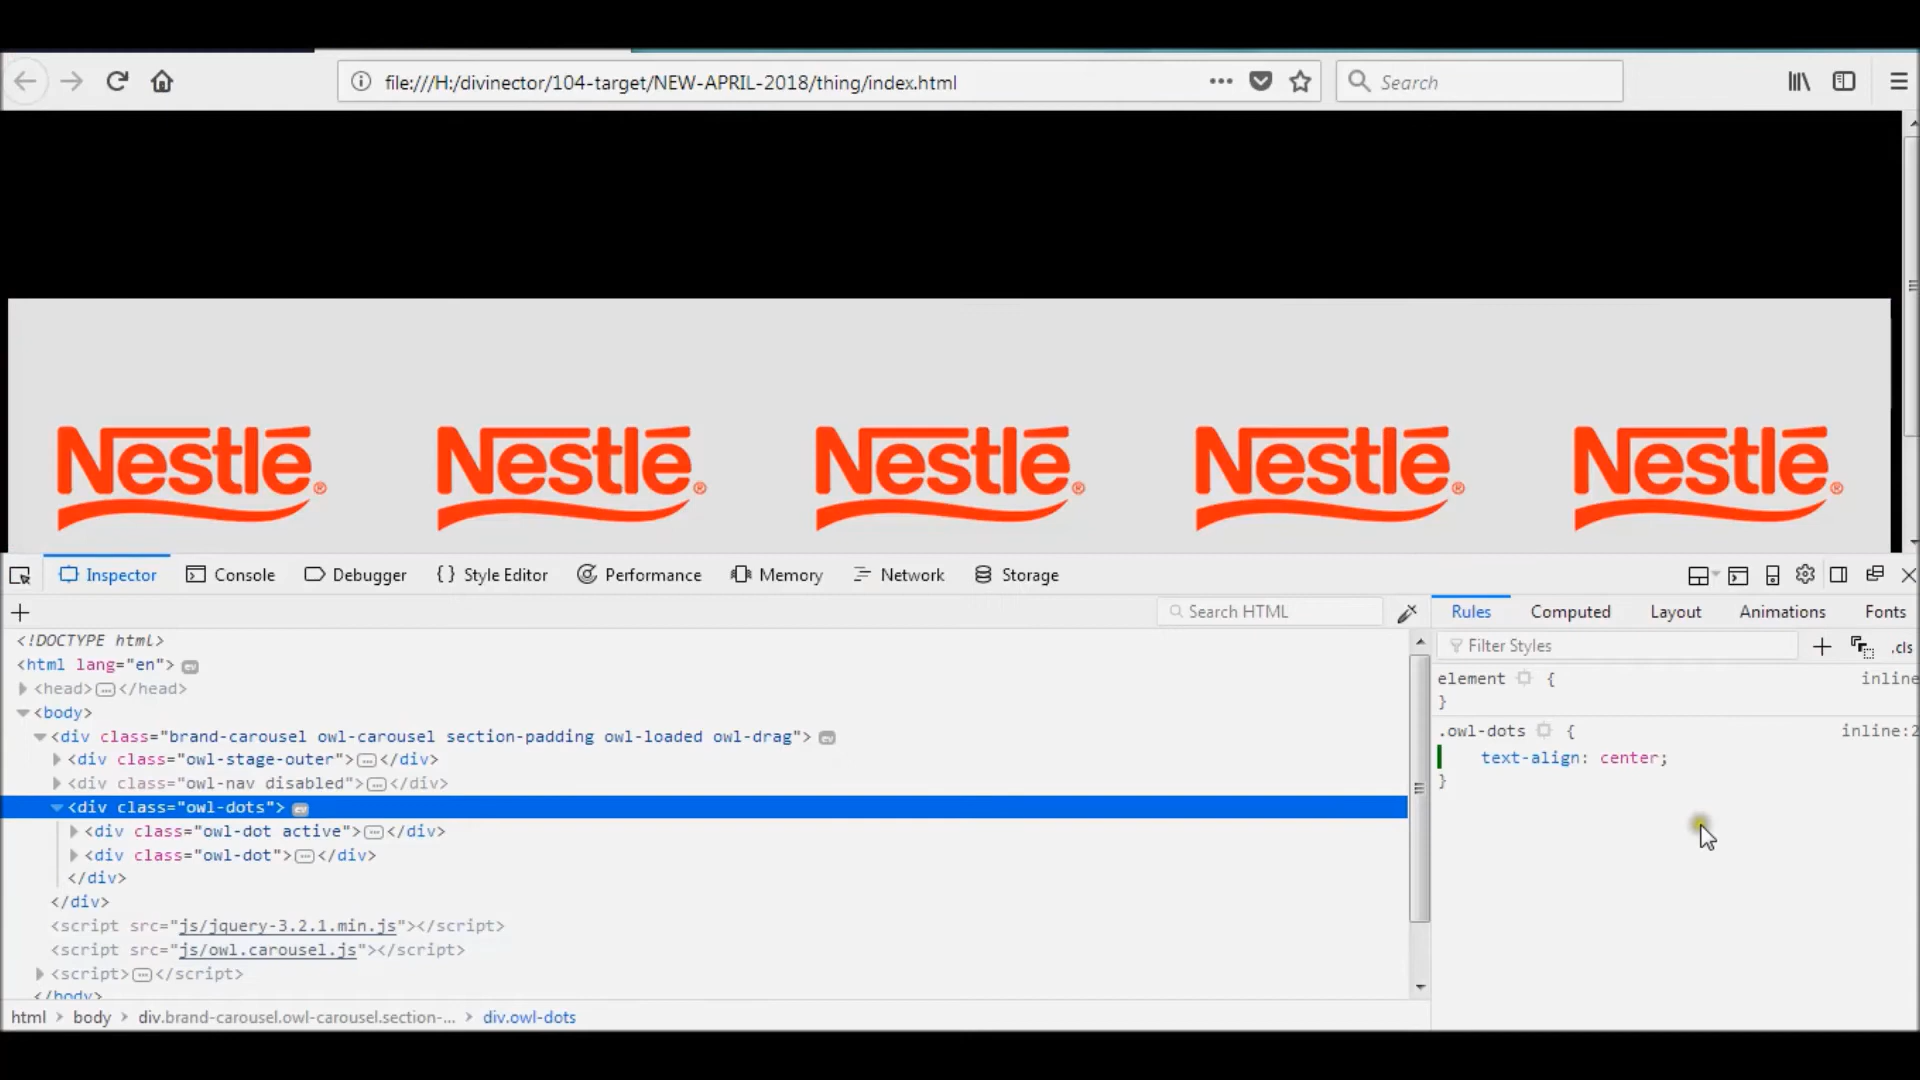 file:///H:/divinector/104-target/NEW-APRIL-2018/thing/index.html
Search
Nestlé® Nestlé® Nestlé® Nestlé® Nestlé®
Inspector Console Debugger {} Style Editor Performance Memory Network Storage
+ Search HTML
Rules Computed Layout Animations Fonts
Filter Styles + .cls
<!DOCTYPE html>
<html lang="en"> ev
<head>…</head>
<body>
<div class="brand-carousel owl-carousel section-padding owl-loaded owl-drag"> ev
<div class="owl-stage-outer">…</div>
<div class="owl-nav disabled">…</div>
<div class="owl-dots"> ev
<div class="owl-dot active">…</div>
<div class="owl-dot">…</div>
</div>
</div>
<script src="js/jquery-3.2.1.min.js"></script>
<script src="js/owl.carousel.js"></script>
<script>…</script>
</body>
html > body > div.brand-carousel.owl-carousel.section-... > div.owl-dots
element { inline
}
.owl-dots { inline:2
text-align: center;
}